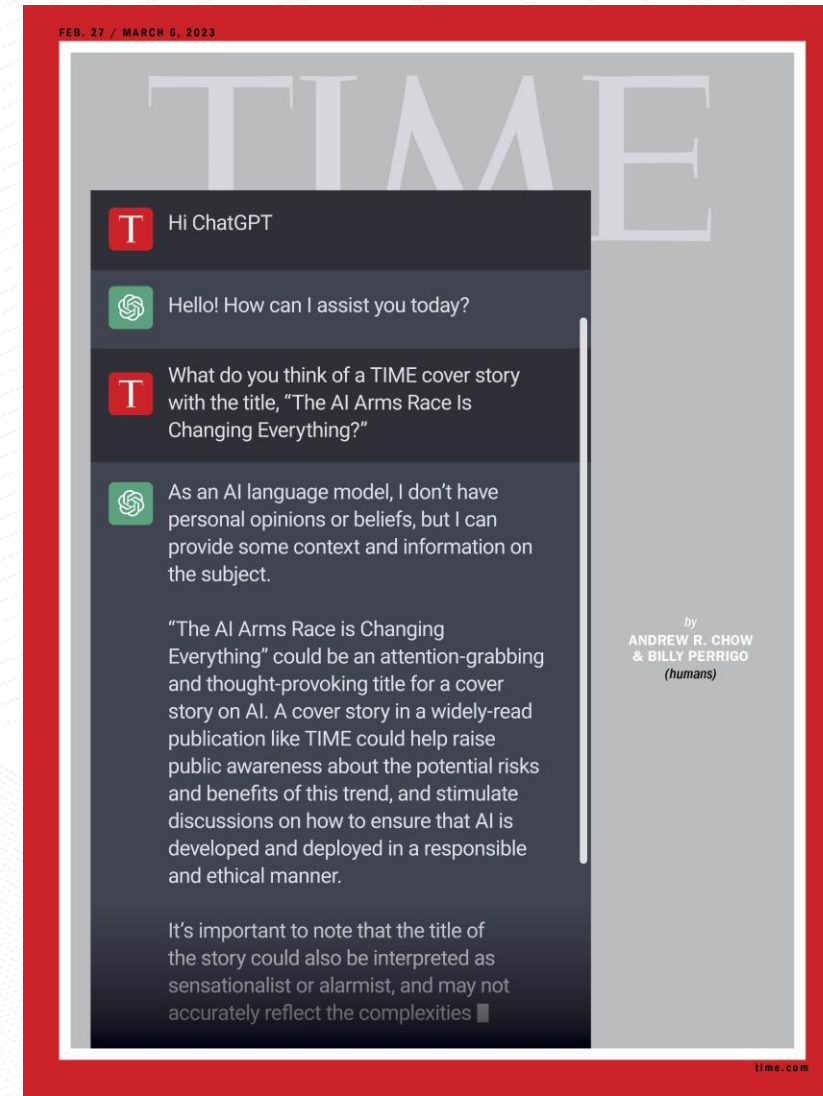 FEB. 27 / MARCH 6, 2023
TIME
T
Hi ChatGPT
Hello! How can I assist you today?
T
What do you think of a TIME cover story
with the title, “The AI Arms Race Is
Changing Everything?”
As an AI language model, I don’t have
personal opinions or beliefs, but I can
provide some context and information on
the subject.
“The AI Arms Race is Changing
Everything” could be an attention-grabbing
and thought-provoking title for a cover
story on AI. A cover story in a widely-read
publication like TIME could help raise
public awareness about the potential risks
and benefits of this trend, and stimulate
discussions on how to ensure that AI is
developed and deployed in a responsible
and ethical manner.
It’s important to note that the title of
the story could also be interpreted as
sensationalist or alarmist, and may not
accurately reflect the complexities
by
ANDREW R. CHOW
& BILLY PERRIGO
(humans)
time.com